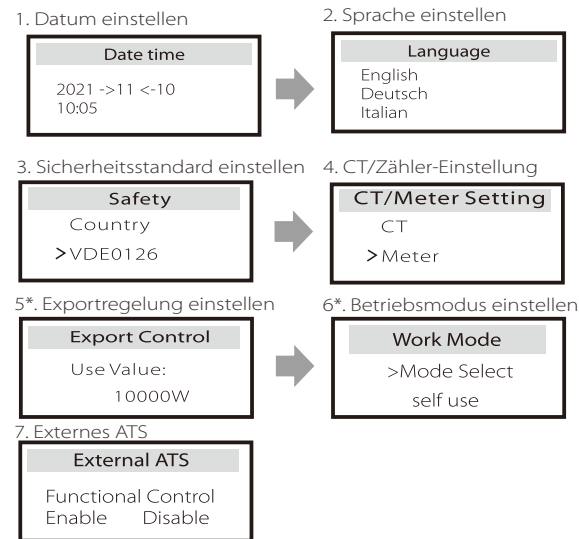 1. Datum einstellen
Date time
2021 ->11 <-10
10:05
2. Sprache einstellen
Language
English
Deutsch
Italian
3. Sicherheitsstandard einstellen
Safety
Country
>VDE0126
4. CT/Zähler-Einstellung
CT/Meter Setting
CT
>Meter
5*. Exportregelung einstellen
Export Control
Use Value:
10000W
6*. Betriebsmodus einstellen
Work Mode
>Mode Select
self use
7. Externes ATS
External ATS
Functional Control
Enable Disable